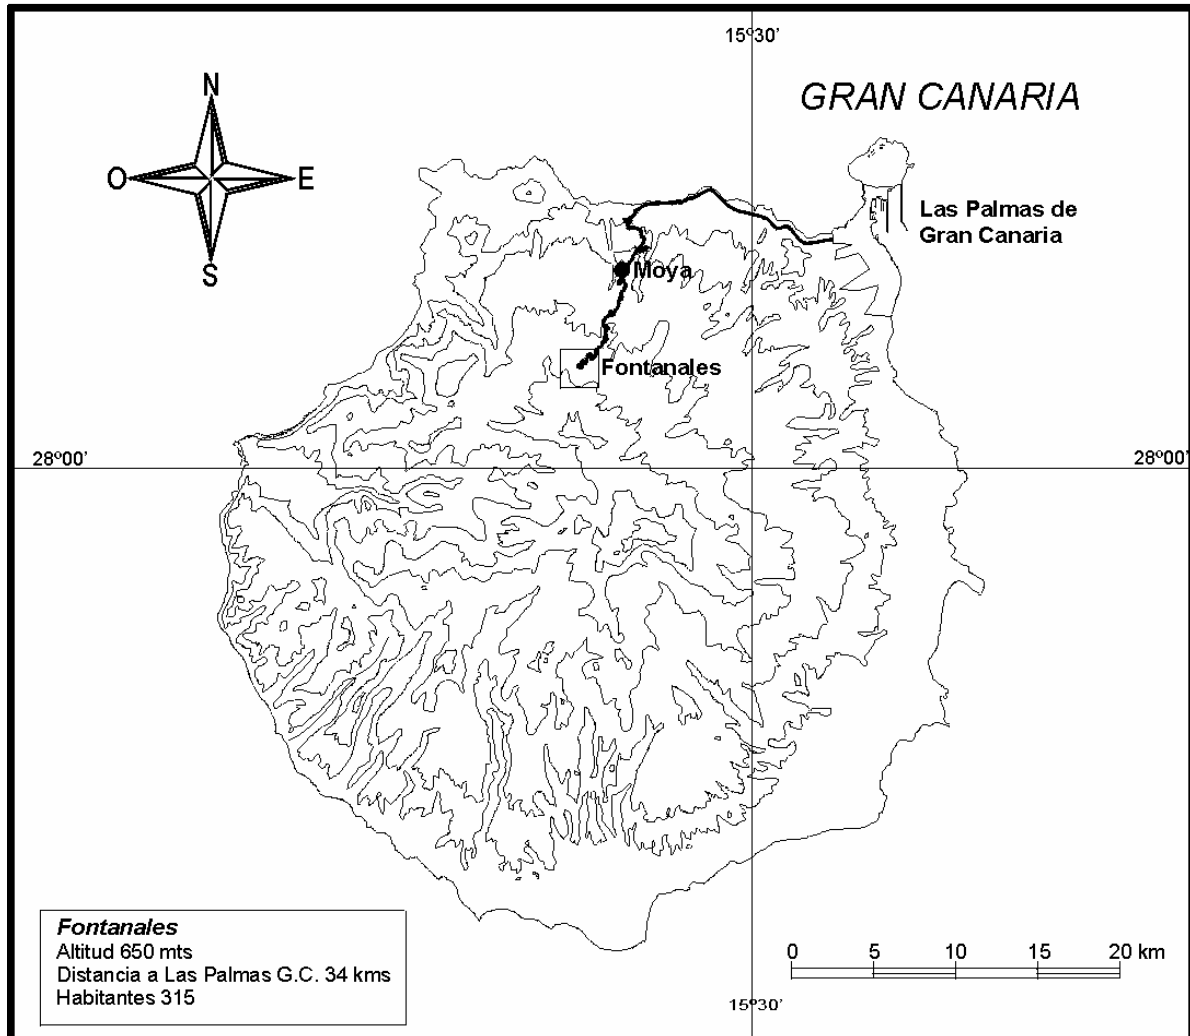 15º30'
GRAN CANARIA
N
O
E
S
Las Palmas de
Gran Canaria
Moya
Fontanales
28º00'
28º00'
Fontanales
Altitud 650 mts
Distancia a Las Palmas G.C. 34 kms
Habitantes 315
0 5 10 15 20 km
15º30'